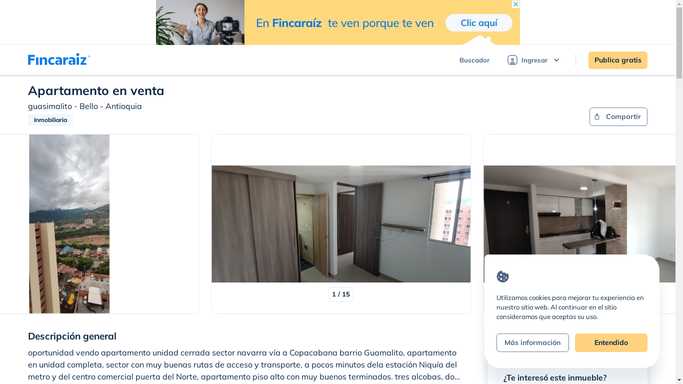 En Fincaraíz te ven porque te ven
Clic aquí
Fincaraiz
Buscador
Ingresar
Publica gratis
Apartamento en venta
guasimalito - Bello - Antioquia
Inmobiliaria
Compartir
1 / 15
Utilizamos cookies para mejorar tu experiencia en
nuestro sitio web. Al continuar en el sitio
consideramos que aceptas su uso.
Más información
Entendido
Descripción general
oportunidad vendo apartamento unidad cerrada sector navarra vía a Copacabana barrio Guamalito, apartamento
en unidad completa, sector con muy buenas rutas de acceso y transporte, a pocos minutos dela estación Niquía del
metro y del centro comercial puerta del Norte, apartamento piso alto con muy buenos terminados. tres alcobas, do...
¿Te interesó este inmueble?